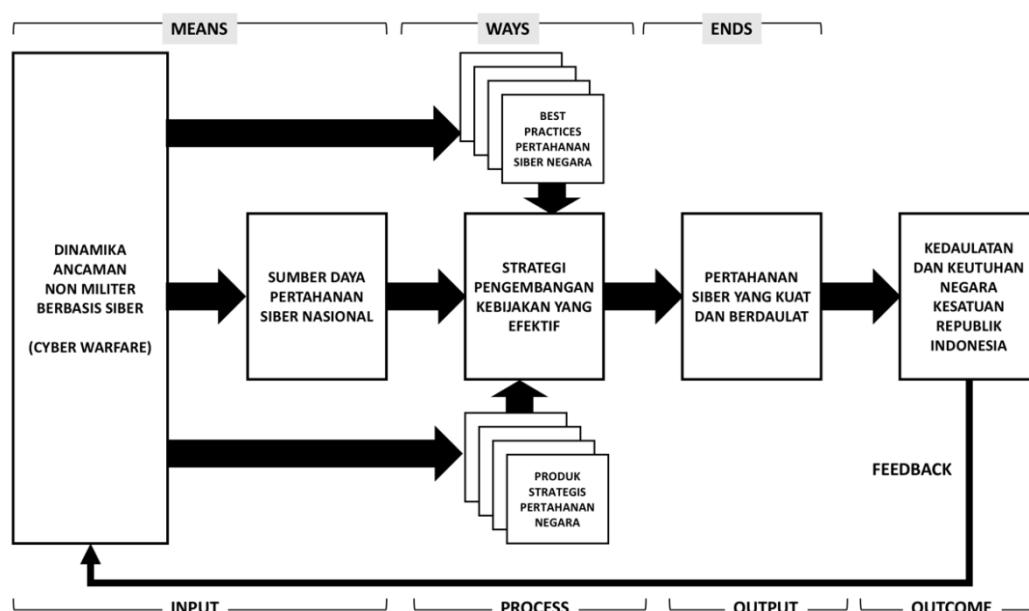 MEANS
WAYS
ENDS
BEST
PRACTICES
PERTAHANAN
SIBER NEGARA
DINAMIKA
ANCAMAN
NON MILITER
BERBASIS SIBER
(CYBER WARFARE)
SUMBER DAYA
PERTAHANAN
SIBER NASIONAL
STRATEGI
PENGEMBANGAN
KEBIJAKAN YANG
EFEKTIF
PERTAHANAN
SIBER YANG KUAT
DAN BERDAULAT
KEDAULATAN
DAN KEUTUHAN
NEGARA
KESATUAN
REPUBLIK
INDONESIA
PRODUK
STRATEGIS
PERTAHANAN
NEGARA
FEEDBACK
INPUT
PROCESS
OUTPUT
OUTCOME